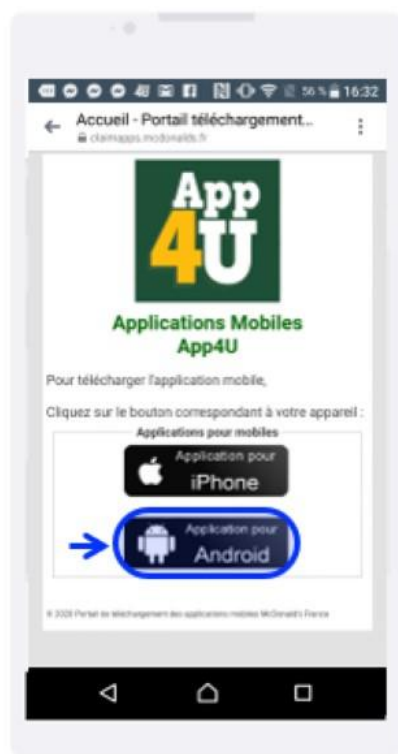 56 % 16:32
Accueil - Portail téléchargement...
claimapps.mcdonalds.fr
App
4U
Applications Mobiles
App4U
Pour télécharger l'application mobile,
Cliquez sur le bouton correspondant à votre appareil :
Applications pour mobiles
Application pour
iPhone
Application pour
Android
© 2020 Portail de téléchargement des applications mobiles McDonald's France